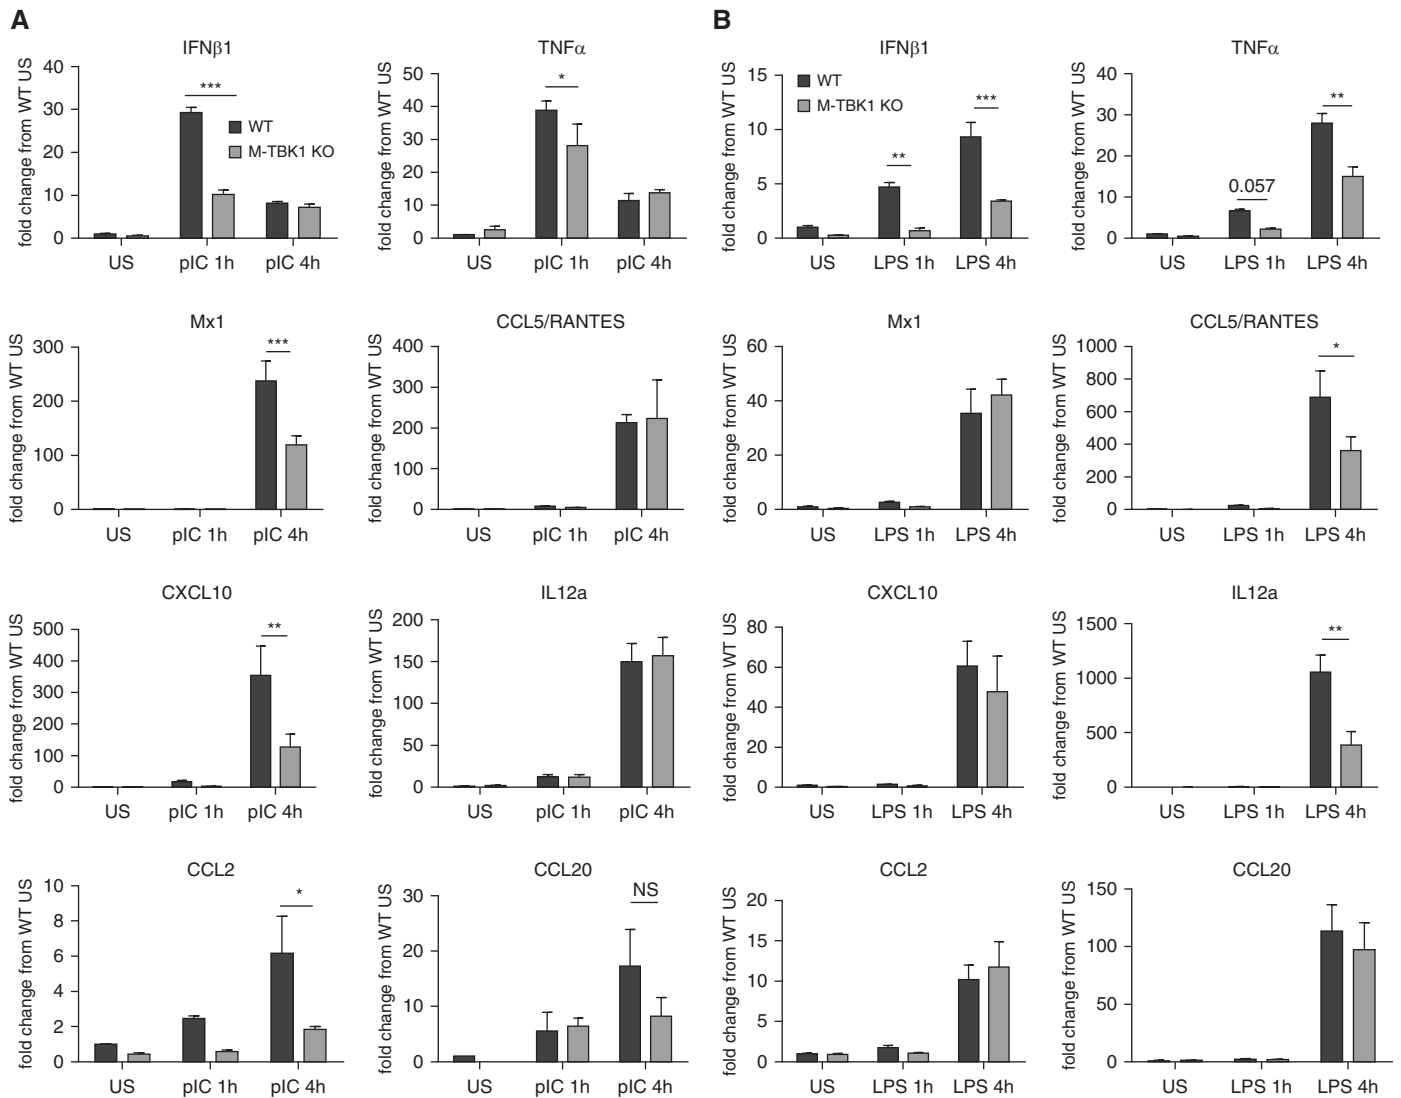 A
B
IFNβ1
fold change from WT US
40
30
20
10
0
***
WT
M-TBK1 KO
US
pIC 1h
pIC 4h
TNFα
fold change from WT US
50
40
30
20
10
0
*
US
pIC 1h
pIC 4h
IFNβ1
fold change from WT US
15
10
5
0
WT
M-TBK1 KO
**
***
US
LPS 1h
LPS 4h
TNFα
fold change from WT US
40
30
20
10
0
0.057
**
US
LPS 1h
LPS 4h
Mx1
fold change from WT US
300
200
100
0
***
US
pIC 1h
pIC 4h
CCL5/RANTES
fold change from WT US
400
300
200
100
0
US
pIC 1h
pIC 4h
Mx1
fold change from WT US
60
40
20
0
US
LPS 1h
LPS 4h
CCL5/RANTES
fold change from WT US
1000
800
600
400
200
0
*
US
LPS 1h
LPS 4h
CXCL10
fold change from WT US
500
400
300
200
100
0
**
US
pIC 1h
pIC 4h
IL12a
fold change from WT US
200
150
100
50
0
US
pIC 1h
pIC 4h
CXCL10
fold change from WT US
80
60
40
20
0
US
LPS 1h
LPS 4h
IL12a
fold change from WT US
1500
1000
500
0
**
US
LPS 1h
LPS 4h
CCL2
fold change from WT US
10
8
6
4
2
0
*
US
pIC 1h
pIC 4h
CCL20
fold change from WT US
30
20
10
0
NS
US
pIC 1h
pIC 4h
CCL2
fold change from WT US
20
15
10
5
0
US
LPS 1h
LPS 4h
CCL20
fold change from WT US
150
100
50
0
US
LPS 1h
LPS 4h